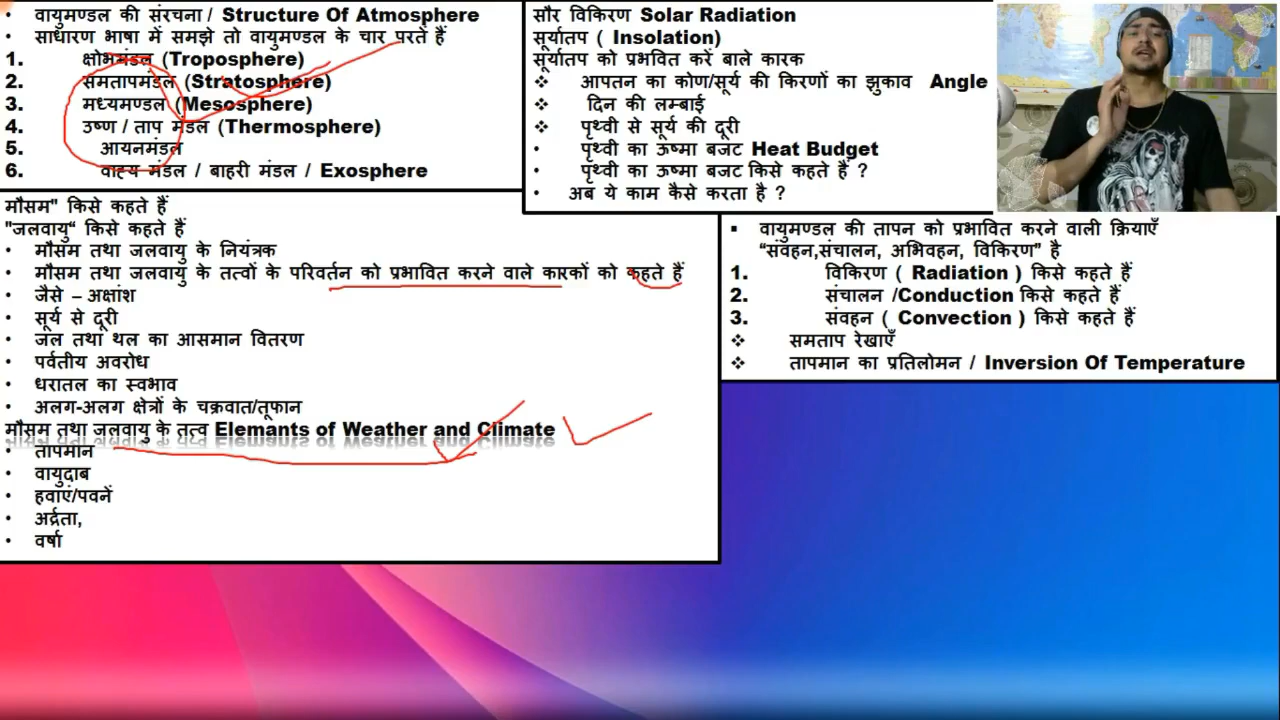 • वायुमण्डल की संरचना / Structure Of Atmosphere
• साधारण भाषा में समझे तो वायुमण्डल के चार परतें हैं
1. क्षोभमंडल (Troposphere)
2. समतापमंडल (Stratosphere)
3. मध्यमण्डल (Mesosphere)
4. उष्ण / ताप मंडल (Thermosphere)
5. आयनमंडल
6. वाह्य मंडल / बाहरी मंडल / Exosphere
सौर विकिरण Solar Radiation
सूर्यातप ( Insolation)
सूर्यातप को प्रभवित करें बाले कारक
❖ आपतन का कोण/सूर्य की किरणों का झुकाव Angle
❖ दिन की लम्बाई
❖ पृथ्वी से सूर्य की दूरी
• पृथ्वी का ऊष्मा बजट Heat Budget
• पृथ्वी का ऊष्मा बजट किसे कहते हैं ?
• अब ये काम कैसे करता है ?
मौसम" किसे कहते हैं
"जलवायु“ किसे कहते हैं
• मौसम तथा जलवायु के नियंत्रक
• मौसम तथा जलवायु के तत्वों के परिवर्तन को प्रभावित करने वाले कारकों को कहते हैं
• जैसे – अक्षांश
• सूर्य से दूरी
• जल तथा थल का आसमान वितरण
• पर्वतीय अवरोध
• धरातल का स्वभाव
• अलग-अलग क्षेत्रों के चक्रवात/तूफान
मौसम तथा जलवायु के तत्व Elemants of Weather and Climate
• तापमान
• वायुदाब
• हवाएं/पवनें
• अर्द्रता,
• वर्षा
▪ वायुमण्डल की तापन को प्रभावित करने वाली क्रियाएँ
“संवहन,संचालन, अभिवहन, विकिरण” है
1. विकिरण ( Radiation ) किसे कहते हैं
2. संचालन /Conduction किसे कहते हैं
3. संवहन ( Convection ) किसे कहते हैं
❖ समताप रेखाएँ
❖ तापमान का प्रतिलोमन / Inversion Of Temperature